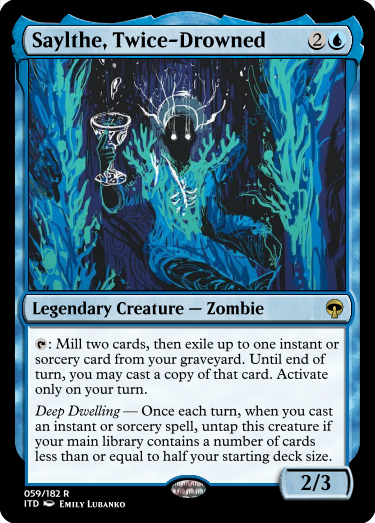 Saylthe, Twice-Drowned 2
Legendary Creature — Zombie
: Mill two cards, then exile up to one instant or
sorcery card from your graveyard. Until end of
turn, you may cast a copy of that card. Activate
only on your turn.
Deep Dwelling — Once each turn, when you cast
an instant or sorcery spell, untap this creature if
your main library contains a number of cards
less than or equal to half your starting deck size.
2/3
059/182 R
ITD EMILY LUBANKO